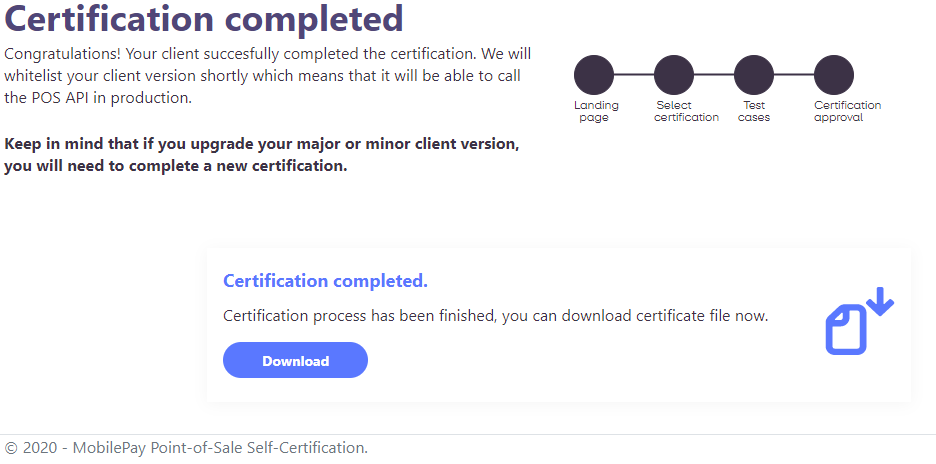 Certification completed
Congratulations! Your client succesfully completed the certification. We will
whitelist your client version shortly which means that it will be able to call
the POS API in production.
Keep in mind that if you upgrade your major or minor client version,
you will need to complete a new certification.
Landing
page
Select
certification
Test
cases
Certification
approval
Certification completed.
Certification process has been finished, you can download certificate file now.
Download
© 2020 - MobilePay Point-of-Sale Self-Certification.